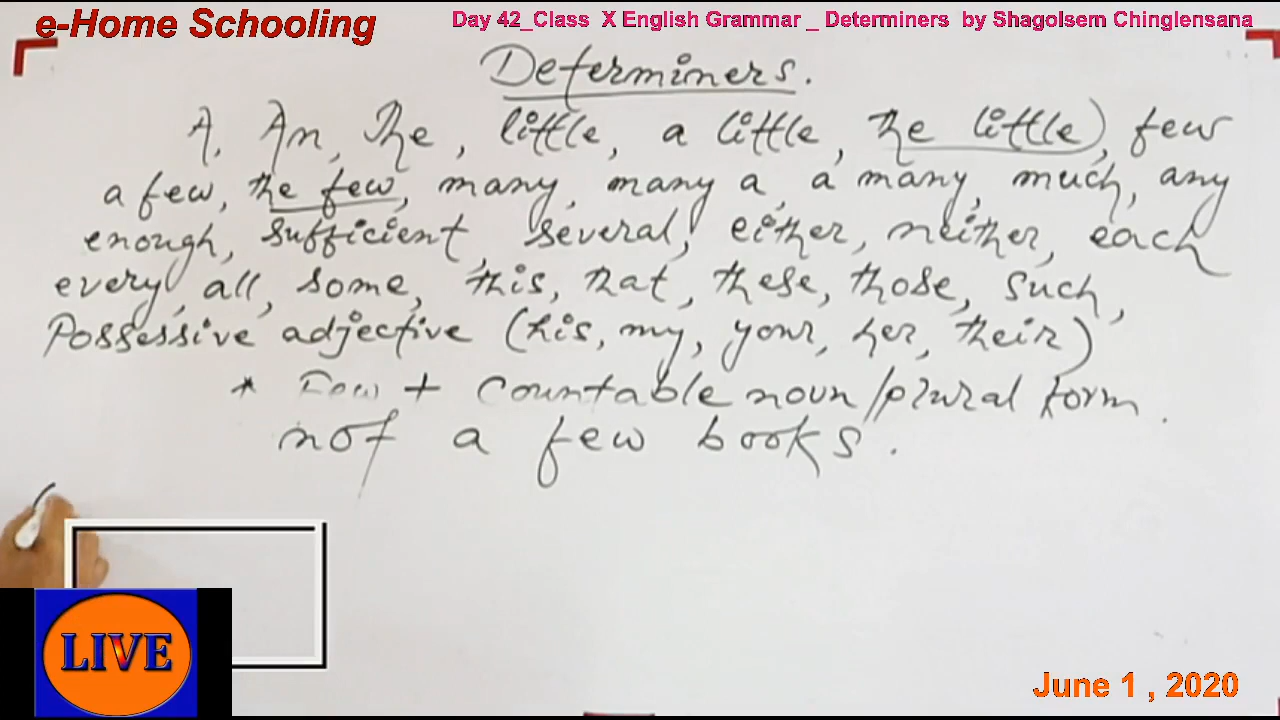 e-Home Schooling
Day 42_Class X English Grammar _ Determiners by Shagolsem Chinglensana
Determiners.
A, An, The, little, a little, the little), few
a few, the few, many, many a, a many, much, any
enough, sufficient, several, either, neither, each
every, all, some, this, that, these, those, such,
Possessive adjective (his, my, your, her, their)
* Few + countable noun/plural form.
not a few books.
LIVE
June 1 , 2020